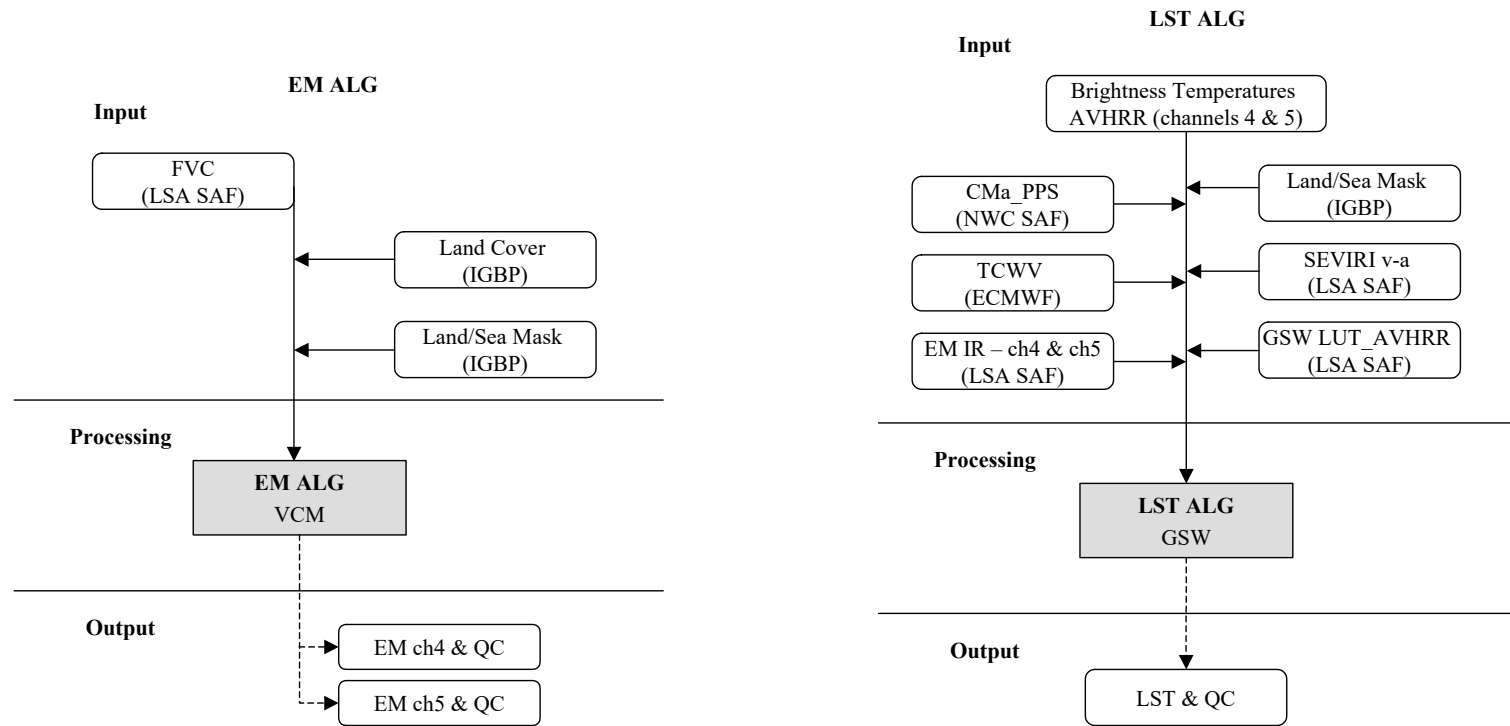 EM ALG
Input
FVC
(LSA SAF)
Land Cover
(IGBP)
Land/Sea Mask
(IGBP)
Processing
EM ALG
VCM
Output
EM ch4 & QC
EM ch5 & QC
LST ALG
Input
Brightness Temperatures
AVHRR (channels 4 & 5)
CMa_PPS
(NWC SAF)
Land/Sea Mask
(IGBP)
TCWV
(ECMWF)
SEVIRI v-a
(LSA SAF)
EM IR – ch4 & ch5
(LSA SAF)
GSW LUT_AVHRR
(LSA SAF)
Processing
LST ALG
GSW
Output
LST & QC